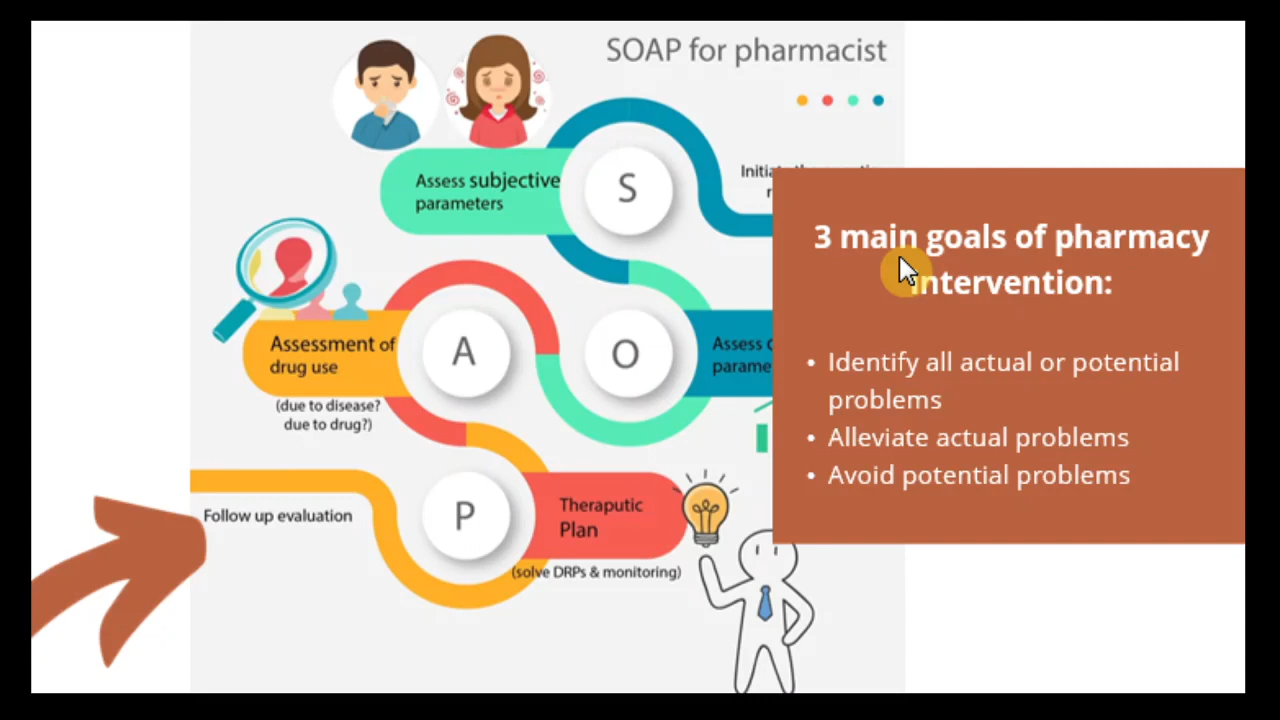 SOAP for pharmacist
Assess subjective
parameters
S
3 main goals of pharmacy
intervention:
Assessment of
drug use
A
O
Assess
(due to disease?
due to drug?)
Identify all actual or potential
problems
Alleviate actual problems
Avoid potential problems
Follow up evaluation
P
Theraputic
Plan
(solve DRPs & monitoring)